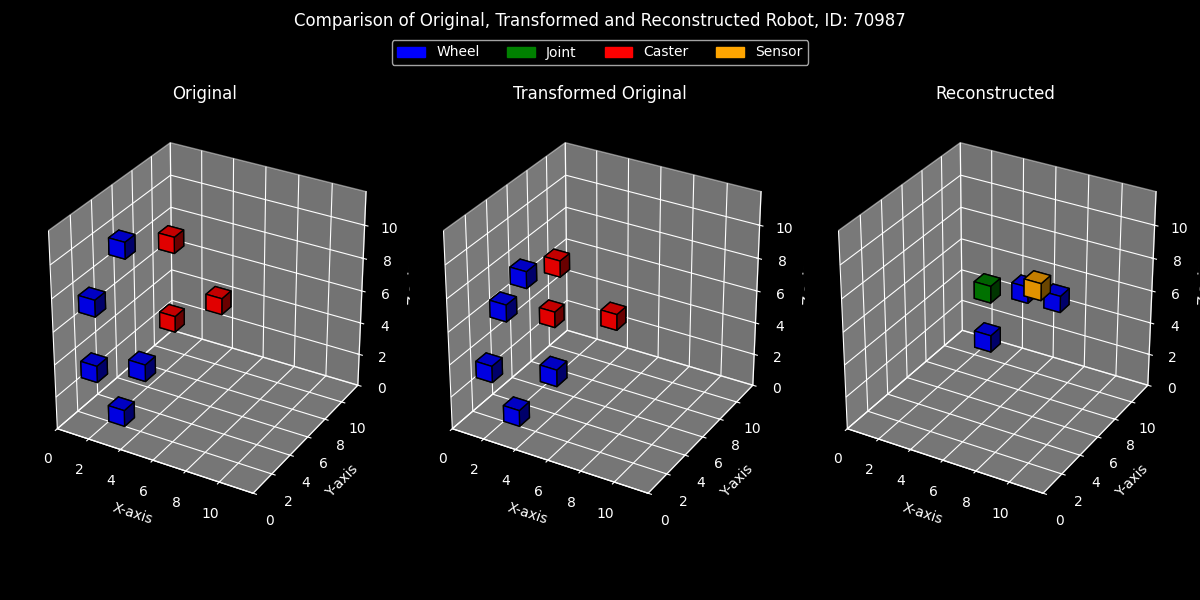 Comparison of Original, Transformed and Reconstructed Robot, ID: 70987
Wheel Joint Caster Sensor
Original Transformed Original Reconstructed
10 10 10
8 8 8
6 6 6
4 4 4
2 2 2
0 0 0
10 10 10
8 8 8
0 6 0 6 0 6
2 4 2 4 2 4
4 2 4 2 4 2
6 0 6 0 6 0
8 8 8
10 10 10
X-axis Y-axis X-axis Y-axis X-axis Y-axis